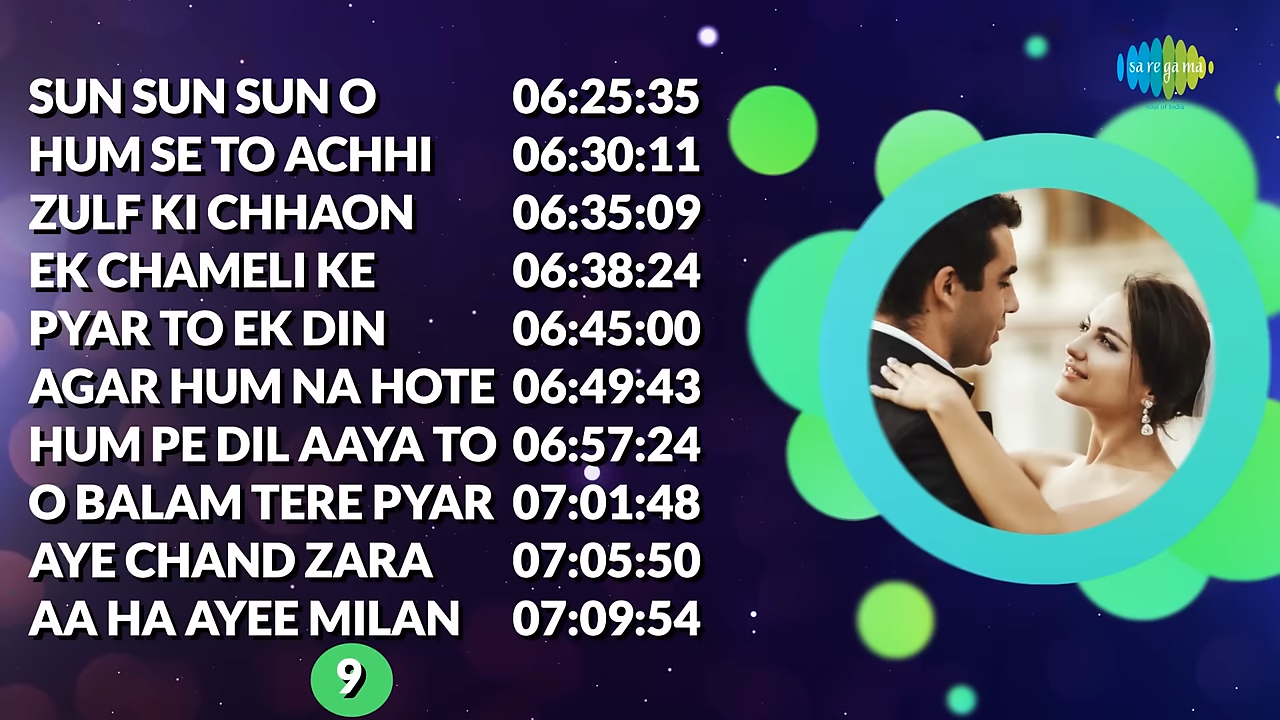 sa re ga ma
soul of India
SUN SUN SUN O 06:25:35
HUM SE TO ACHHI 06:30:11
ZULF KI CHHAON 06:35:09
EK CHAMELI KE 06:38:24
PYAR TO EK DIN 06:45:00
AGAR HUM NA HOTE 06:49:43
HUM PE DIL AAYA TO 06:57:24
O BALAM TERE PYAR 07:01:48
AYE CHAND ZARA 07:05:50
AA HA AYEE MILAN 07:09:54
9